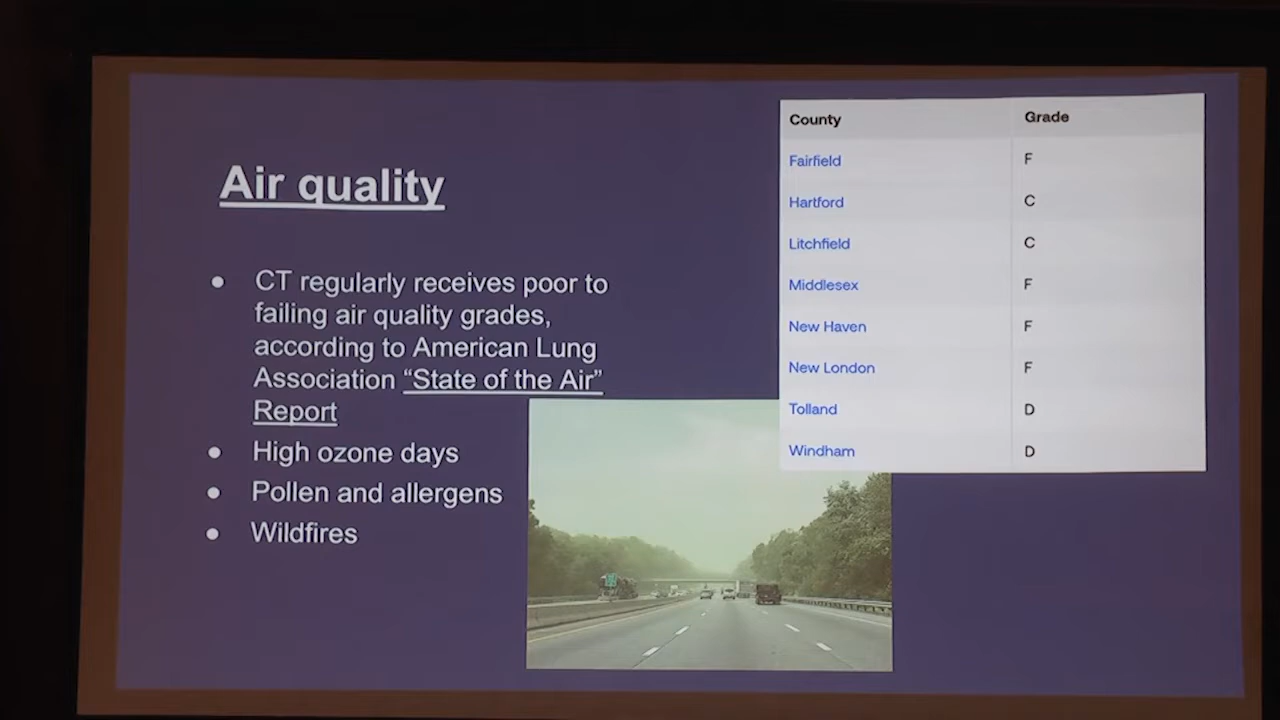 Air quality
● CT regularly receives poor to
failing air quality grades,
according to American Lung
Association “State of the Air”
Report
● High ozone days
● Pollen and allergens
● Wildfires
County Grade
Fairfield F
Hartford C
Litchfield C
Middlesex F
New Haven F
New London F
Tolland D
Windham D